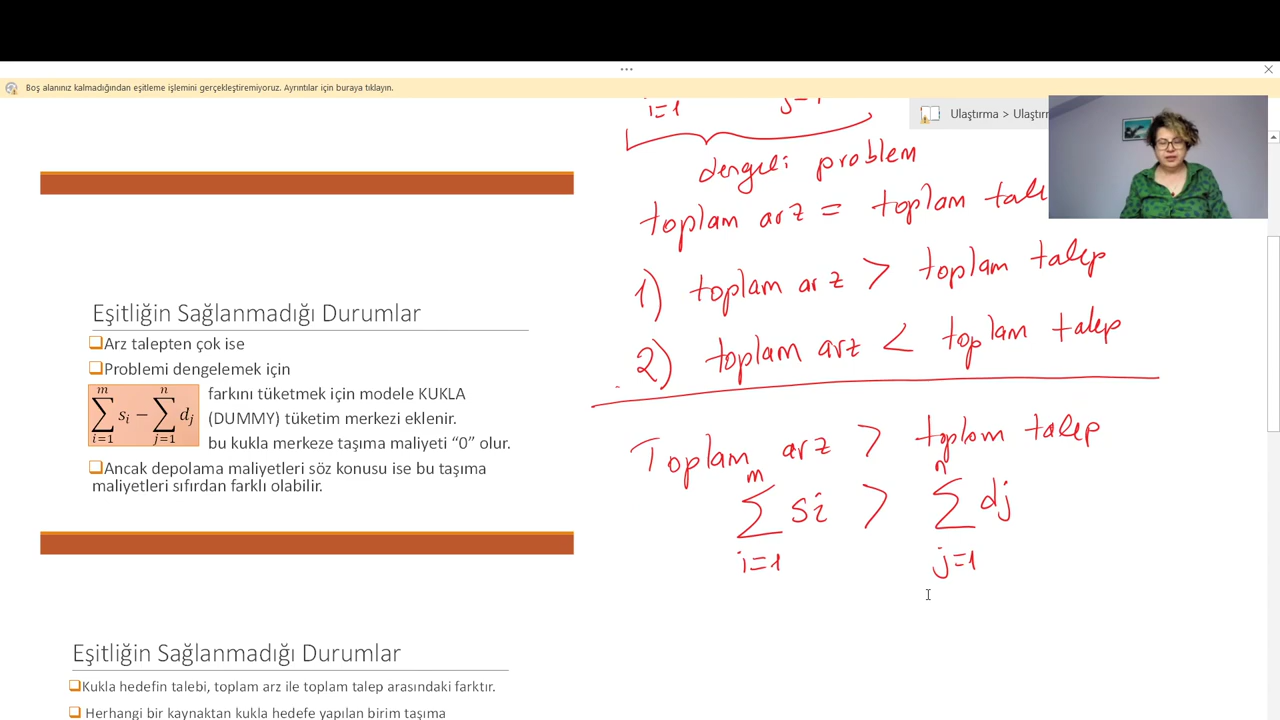 Boş alanınız kalmadığından eşitleme işlemini gerçekleştiremiyoruz. Ayrıntılar için buraya tıklayın.
Ulaştırma > Ulaştırm
Eşitliğin Sağlanmadığı Durumlar
Arz talepten çok ise
Problemi dengelemek için
m n
∑ si − ∑ dj
i=1 j=1
farkını tüketmek için modele KUKLA
(DUMMY) tüketim merkezi eklenir.
bu kukla merkeze taşıma maliyeti “0” olur.
Ancak depolama maliyetleri söz konusu ise bu taşıma
maliyetleri sıfırdan farklı olabilir.
Eşitliğin Sağlanmadığı Durumlar
Kukla hedefin talebi, toplam arz ile toplam talep arasındaki farktır.
Herhangi bir kaynaktan kukla hedefe yapılan birim taşıma
i=1 j=1
dengeli problem
toplam arz = toplam tale
1) toplam arz > toplam talep
2) toplam arz < toplam talep
Toplam arz > toplam talep
m n
∑ si > ∑ dj
i=1 j=1